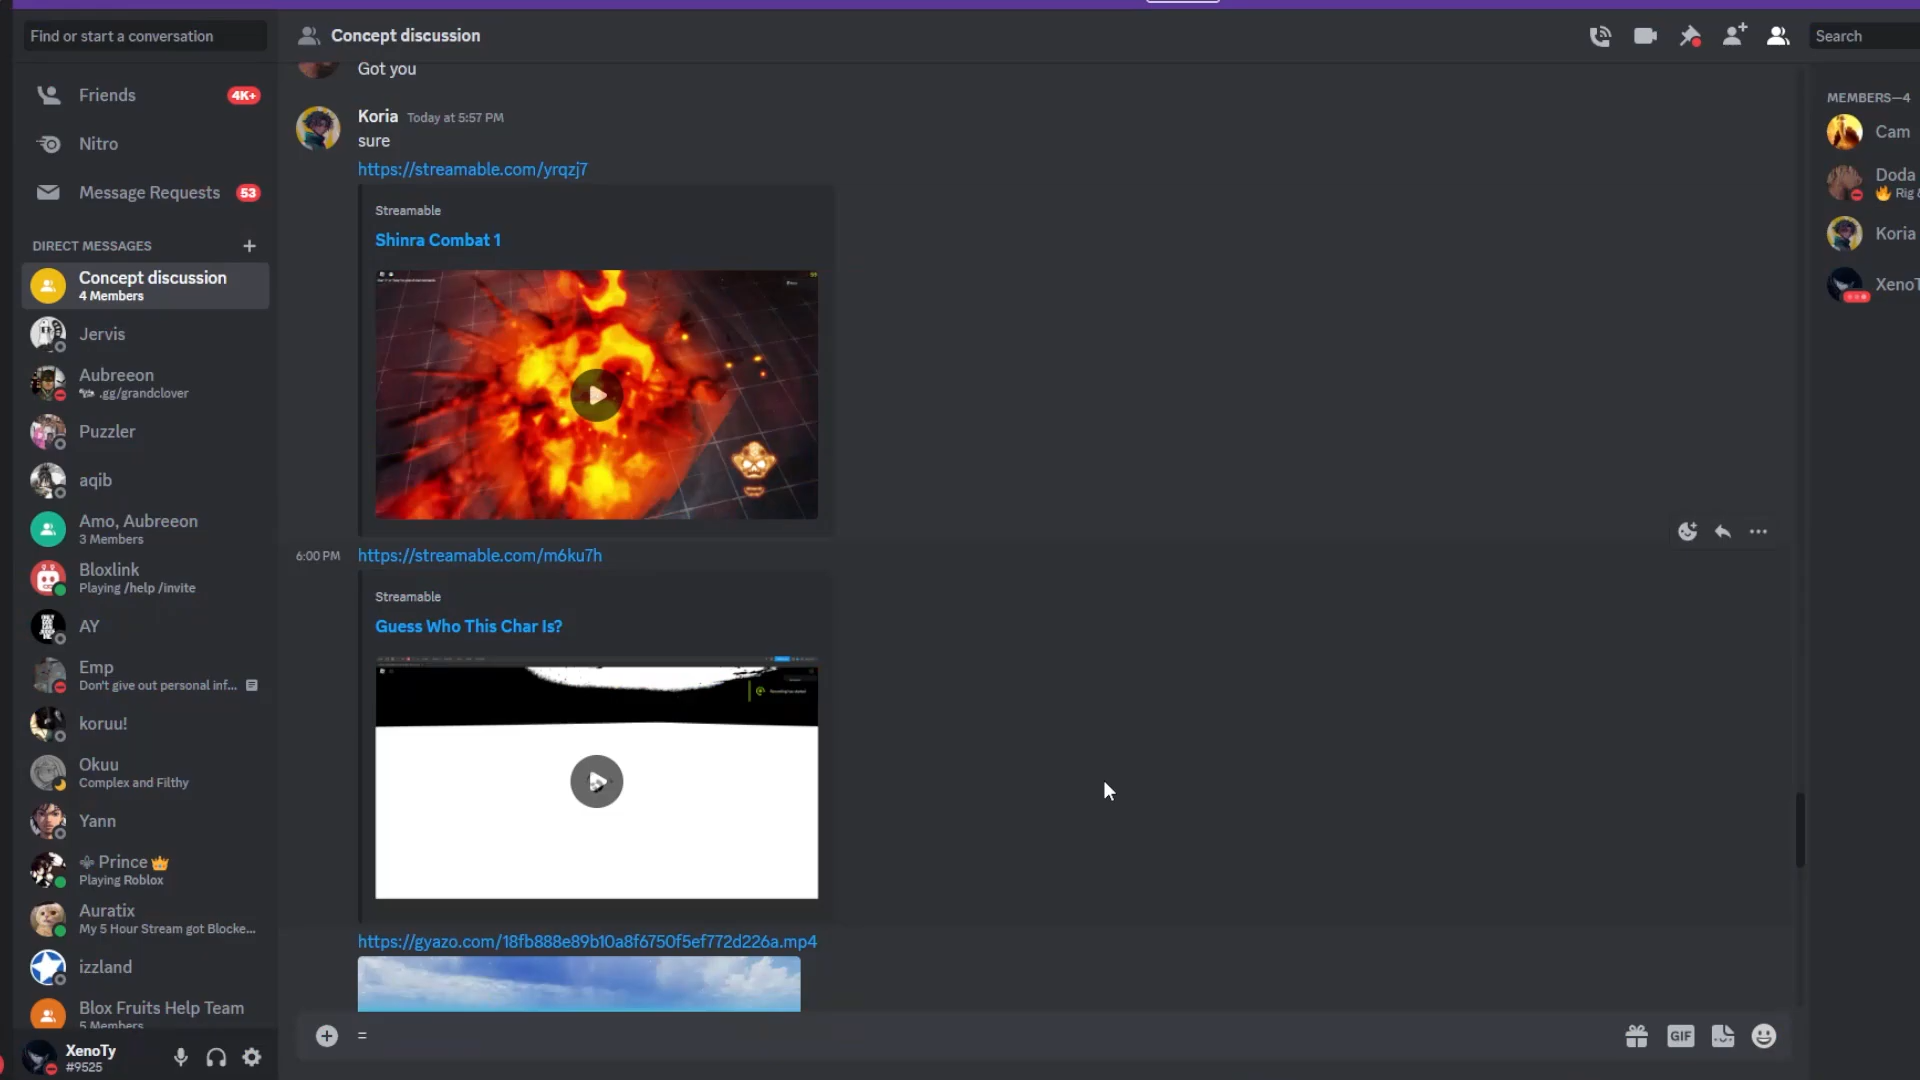 Find or start a conversation
Concept discussion
Search
Friends
4K+
Nitro
Message Requests
53
DIRECT MESSAGES
Concept discussion
4 Members
Jervis
Aubreeon
.gg/grandclover
Puzzler
aqib
Amo, Aubreeon
3 Members
Bloxlink
Playing /help /invite
AY
Emp
Don't give out personal inf...
koruu!
Okuu
Complex and Filthy
Yann
Prince
Playing Roblox
Auratix
My 5 Hour Stream got Blocke...
izzland
Blox Fruits Help Team
5 Members
XenoTy
#9525
Got you
Koria Today at 5:57 PM
sure
https://streamable.com/yrqzj7
Streamable
Shinra Combat 1
6:00 PM
https://streamable.com/m6ku7h
Streamable
Guess Who This Char Is?
https://gyazo.com/18fb888e89b10a8f6750f5ef772d226a.mp4
=
GIF
MEMBERS—4
Cam
Doda
Rig &
Koria
XenoT